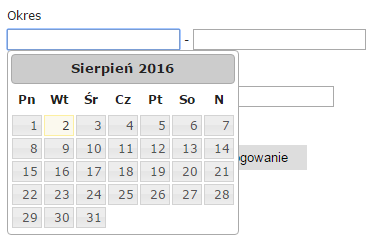 Okres
-
Sierpień 2016
Pn Wt Śr Cz Pt So N
1 2 3 4 5 6 7
8 9 10 11 12 13 14
15 16 17 18 19 20 21
22 23 24 25 26 27 28
29 30 31